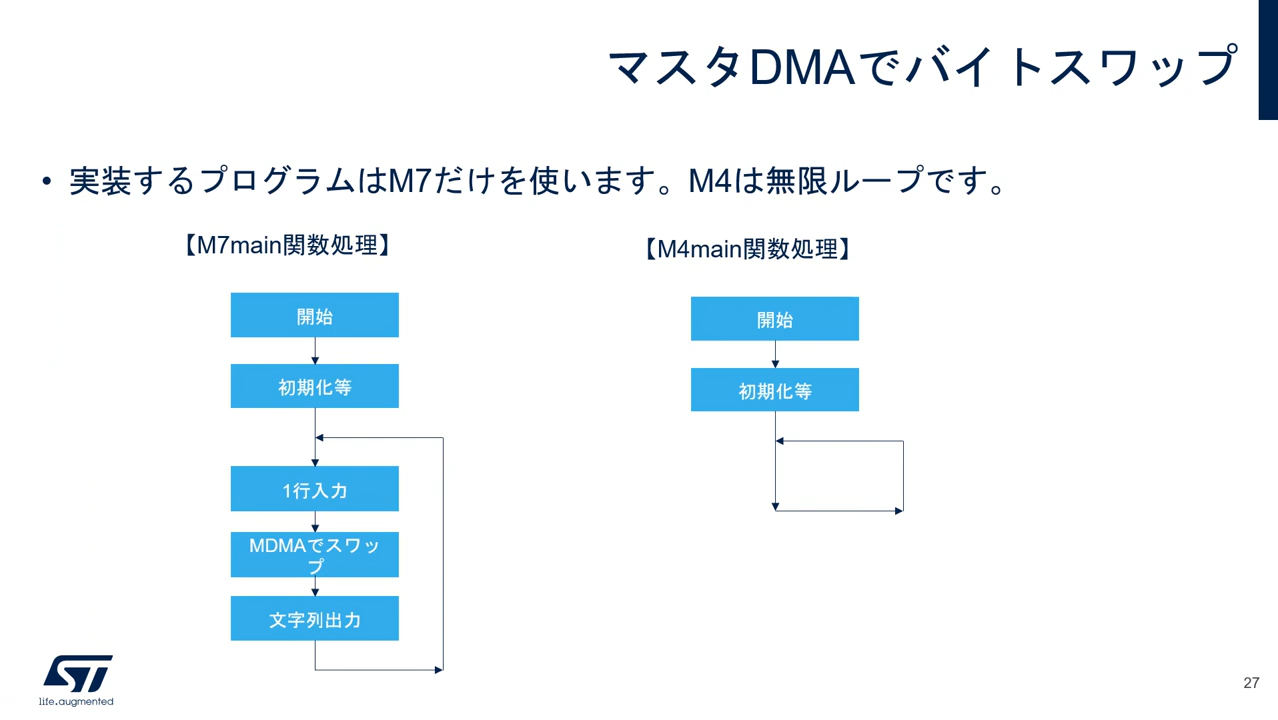 マスタDMAでバイトスワップ
• 実装するプログラムはM7だけを使います。M4は無限ループです。
【M7main関数処理】
開始
初期化等
1行入力
MDMAでスワッ
プ
文字列出力
【M4main関数処理】
開始
初期化等
ST
life.augmented
27